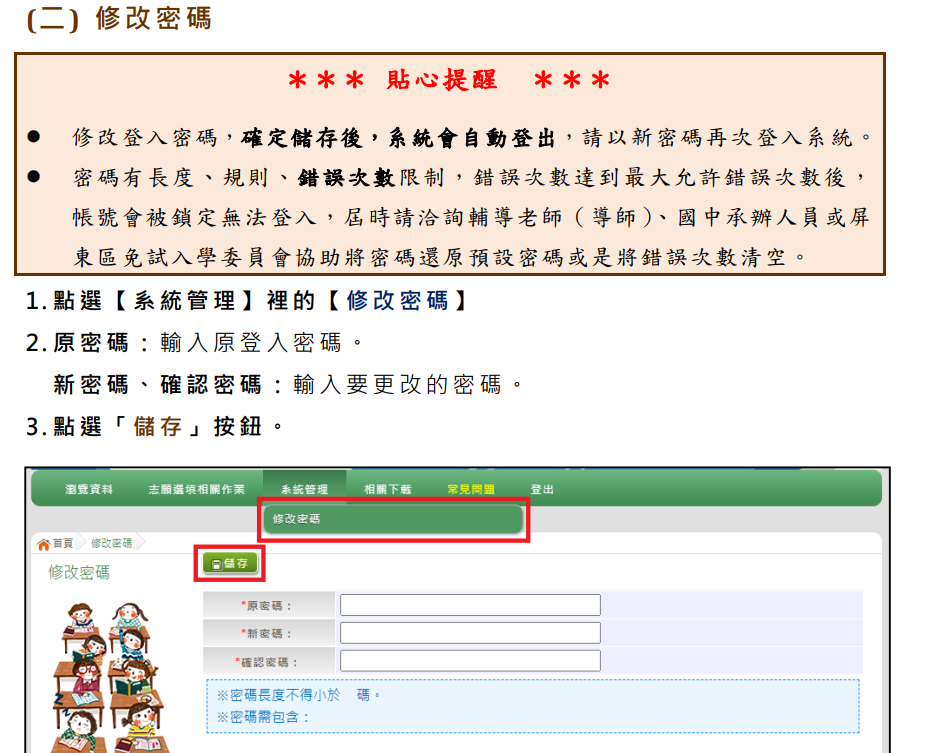 (二) 修改密碼
＊＊＊ 貼心提醒 ＊＊＊
● 修改登入密碼，確定儲存後，系統會自動登出，請以新密碼再次登入系統。
● 密碼有長度、規則、錯誤次數限制，錯誤次數達到最大允許錯誤次數後，
帳號會被鎖定無法登入，屆時請洽詢輔導老師（導師）、國中承辦人員或屏
東區免試入學委員會協助將密碼還原預設密碼或是將錯誤次數清空。
1.點選【系統管理】裡的【修改密碼】
2.原密碼：輸入原登入密碼。
新密碼、確認密碼：輸入要更改的密碼。
3.點選「儲存」按鈕。
瀏覽資料 志願選填相關作業 系統管理 相關下載 常見問題 登出
修改密碼
首頁 修改密碼
修改密碼
儲存
*原密碼：
*新密碼：
*確認密碼：
※密碼長度不得小於 碼。
※密碼需包含：